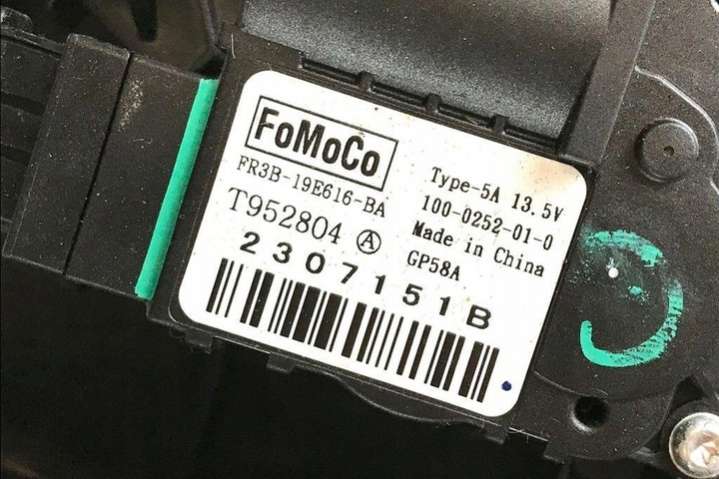 FoMoCo
FR3B-19E616-BA
T952804 A
Type-5A 13.5V
100-0252-01-0
Made in China
GP58A
2307151B